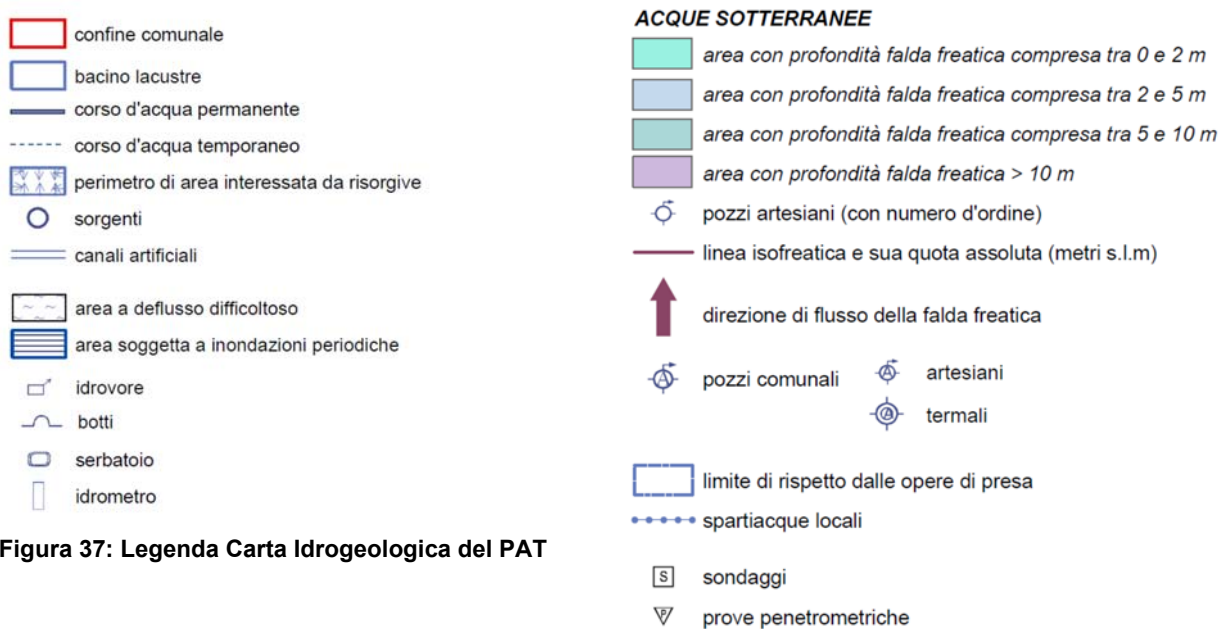 confine comunale
bacino lacustre
corso d'acqua permanente
corso d'acqua temporaneo
perimetro di area interessata da risorgive
sorgenti
canali artificiali
area a deflusso difficoltoso
area soggetta a inondazioni periodiche
idrovore
botti
serbatoio
idrometro
Figura 37: Legenda Carta Idrogeologica del PAT
ACQUE SOTTERRANEE
area con profondità falda freatica compresa tra 0 e 2 m
area con profondità falda freatica compresa tra 2 e 5 m
area con profondità falda freatica compresa tra 5 e 10 m
area con profondità falda freatica > 10 m
pozzi artesiani (con numero d'ordine)
linea isofreatica e sua quota assoluta (metri s.l.m)
direzione di flusso della falda freatica
A pozzi comunali A artesiani
A termali
limite di rispetto dalle opere di presa
spartiacque locali
S sondaggi
P prove penetrometriche